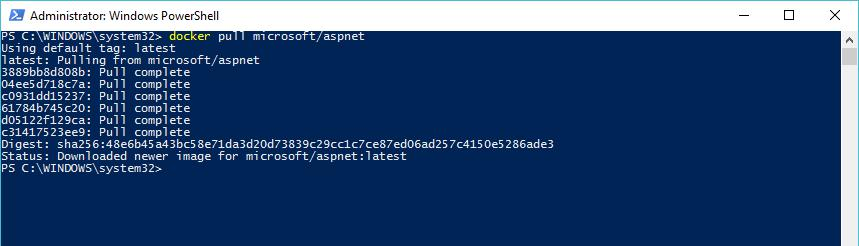 Administrator: Windows PowerShell
PS C:\WINDOWS\system32> docker pull microsoft/aspnet
Using default tag: latest
latest: Pulling from microsoft/aspnet
3889bb8d808b: Pull complete
04ee5d718c7a: Pull complete
c0931dd15237: Pull complete
61784b745c20: Pull complete
d05122f129ca: Pull complete
c31417523ee9: Pull complete
Digest: sha256:48e6b45a43bc58e71da3d20d73839c29cc1c7ce87ed06ad257c4150e5286ade3
Status: Downloaded newer image for microsoft/aspnet:latest
PS C:\WINDOWS\system32>